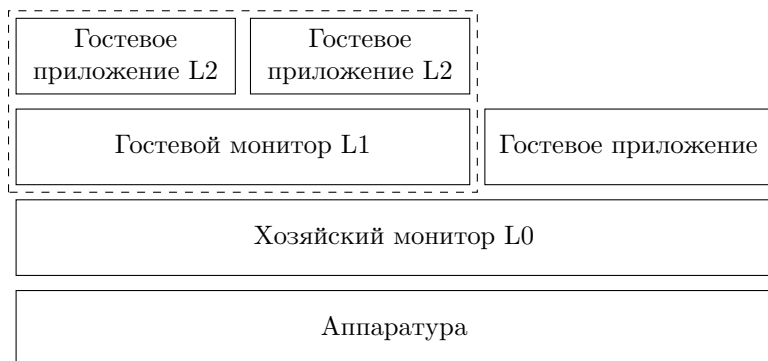 Гостевое
приложение L2
Гостевое
приложение L2
Гостевой монитор L1
Гостевое приложение
Хозяйский монитор L0
Аппаратура